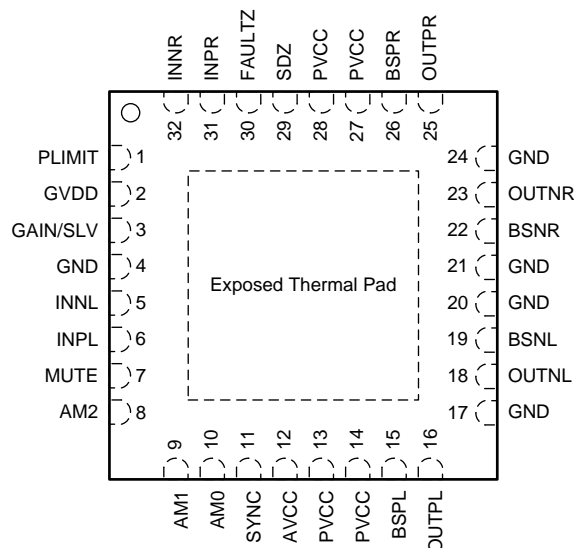 INNR INPR FAULTZ SDZ PVCC PVCC BSPR OUTPR
32 31 30 29 28 27 26 25
PLIMIT 1 24 GND
GVDD 2 23 OUTNR
GAIN/SLV 3 22 BSNR
GND 4 21 GND
Exposed Thermal Pad
INNL 5 20 GND
INPL 6 19 BSNL
MUTE 7 18 OUTNL
AM2 8 17 GND
9 10 11 12 13 14 15 16
AM1 AM0 SYNC AVCC PVCC PVCC BSPL OUTPL